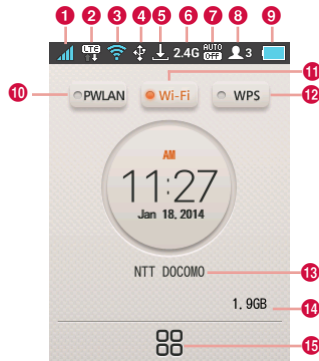 1 2 3 4 5 6 7 8 9
LTE 2.4G AUTO Off 3
11
10 PWLAN Wi-Fi WPS 12
AM
11:27
Jan 18, 2014
NTT DOCOMO 13
1.9GB 14
15